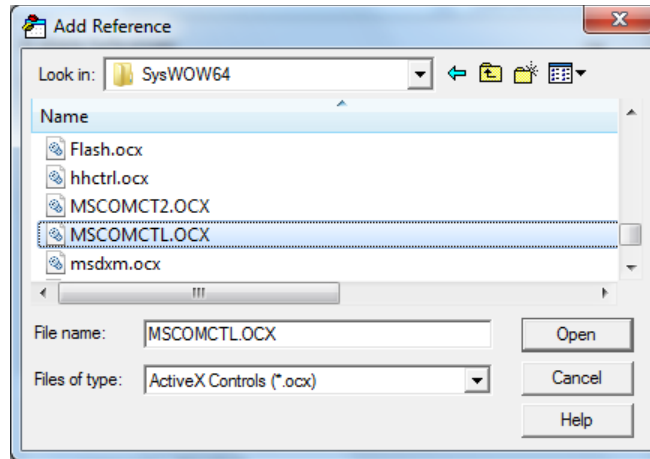 Add Reference
Look in: SysWOW64
Name
Flash.ocx
hhctrl.ocx
MSCOMCT2.OCX
MSCOMCTL.OCX
msdxm.ocx
File name: MSCOMCTL.OCX Open
Files of type: ActiveX Controls (*.ocx) Cancel
Help